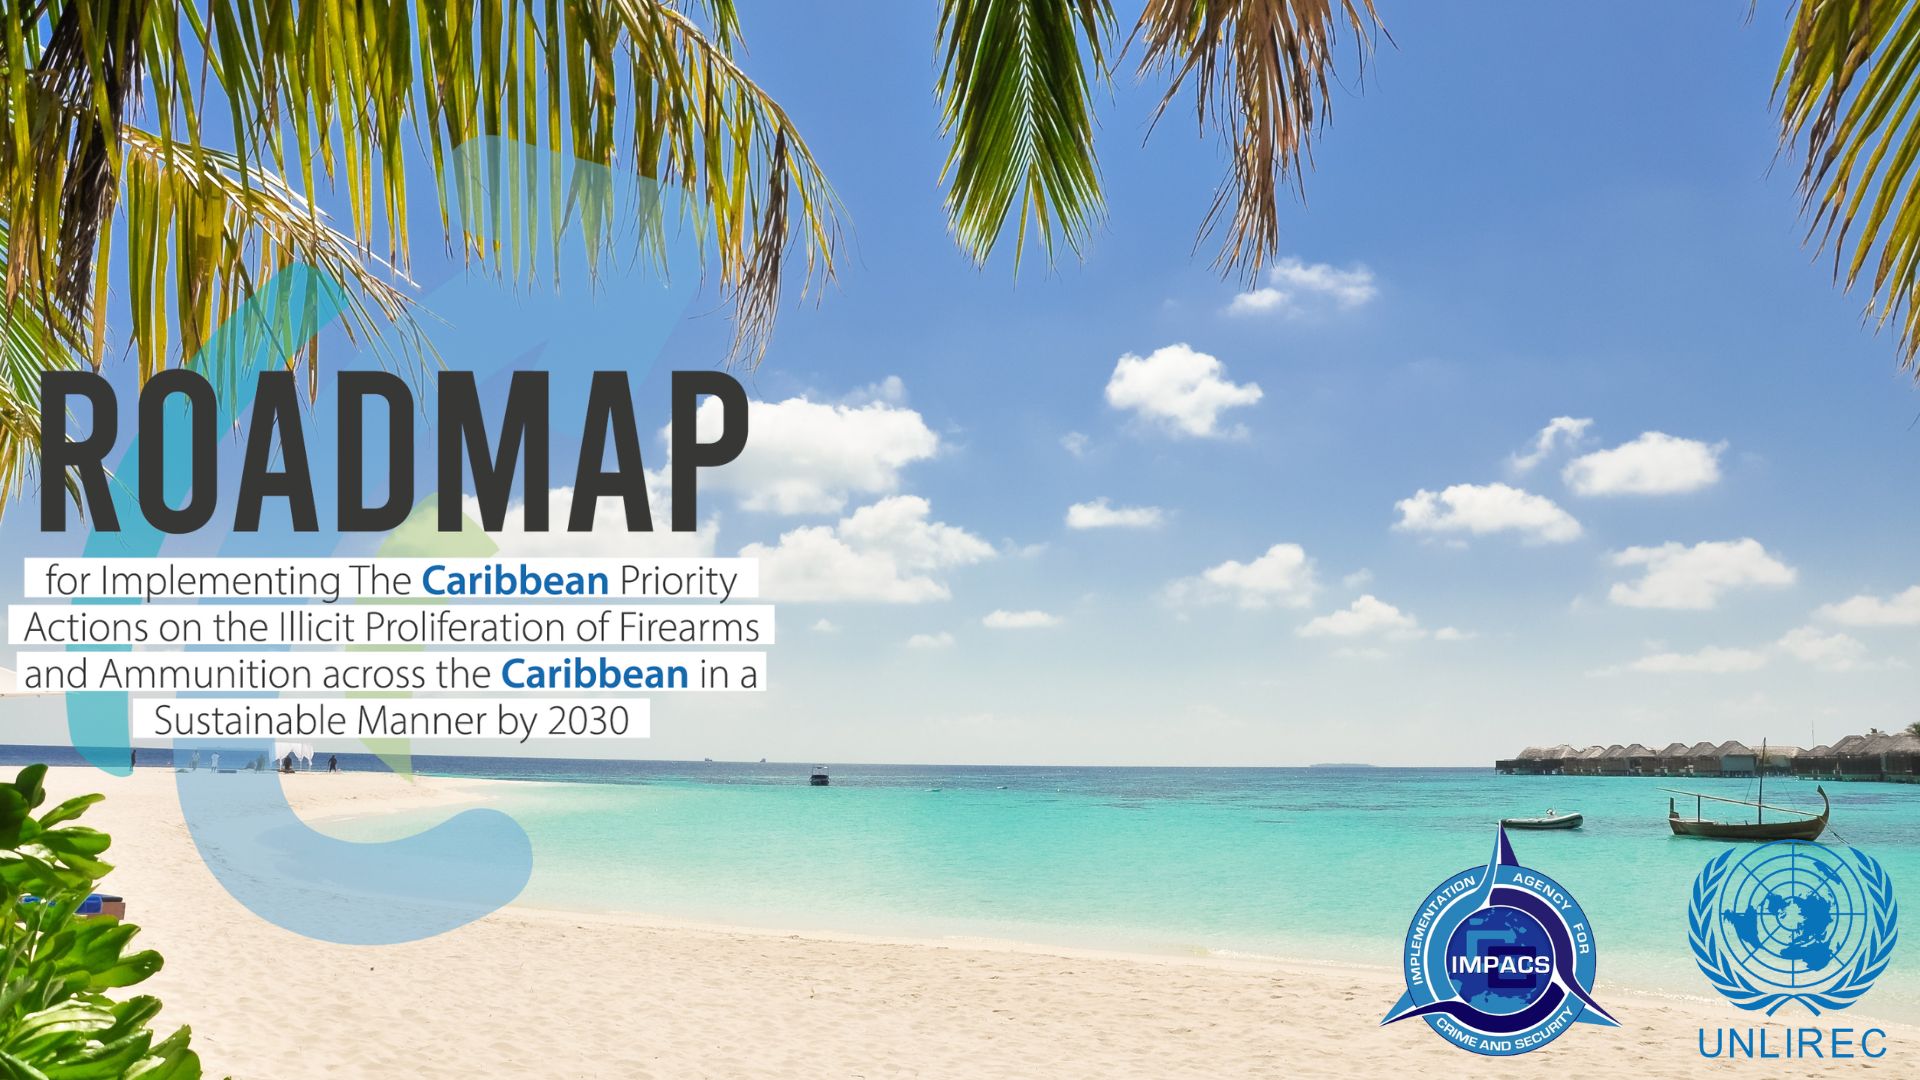 ROADMAP
for Implementing The Caribbean Priority
Actions on the Illicit Proliferation of Firearms
and Ammunition across the Caribbean in a
Sustainable Manner by 2030
IMPLEMENTATION AGENCY FOR
IMPACS
CRIME AND SECURITY
UNLIREC